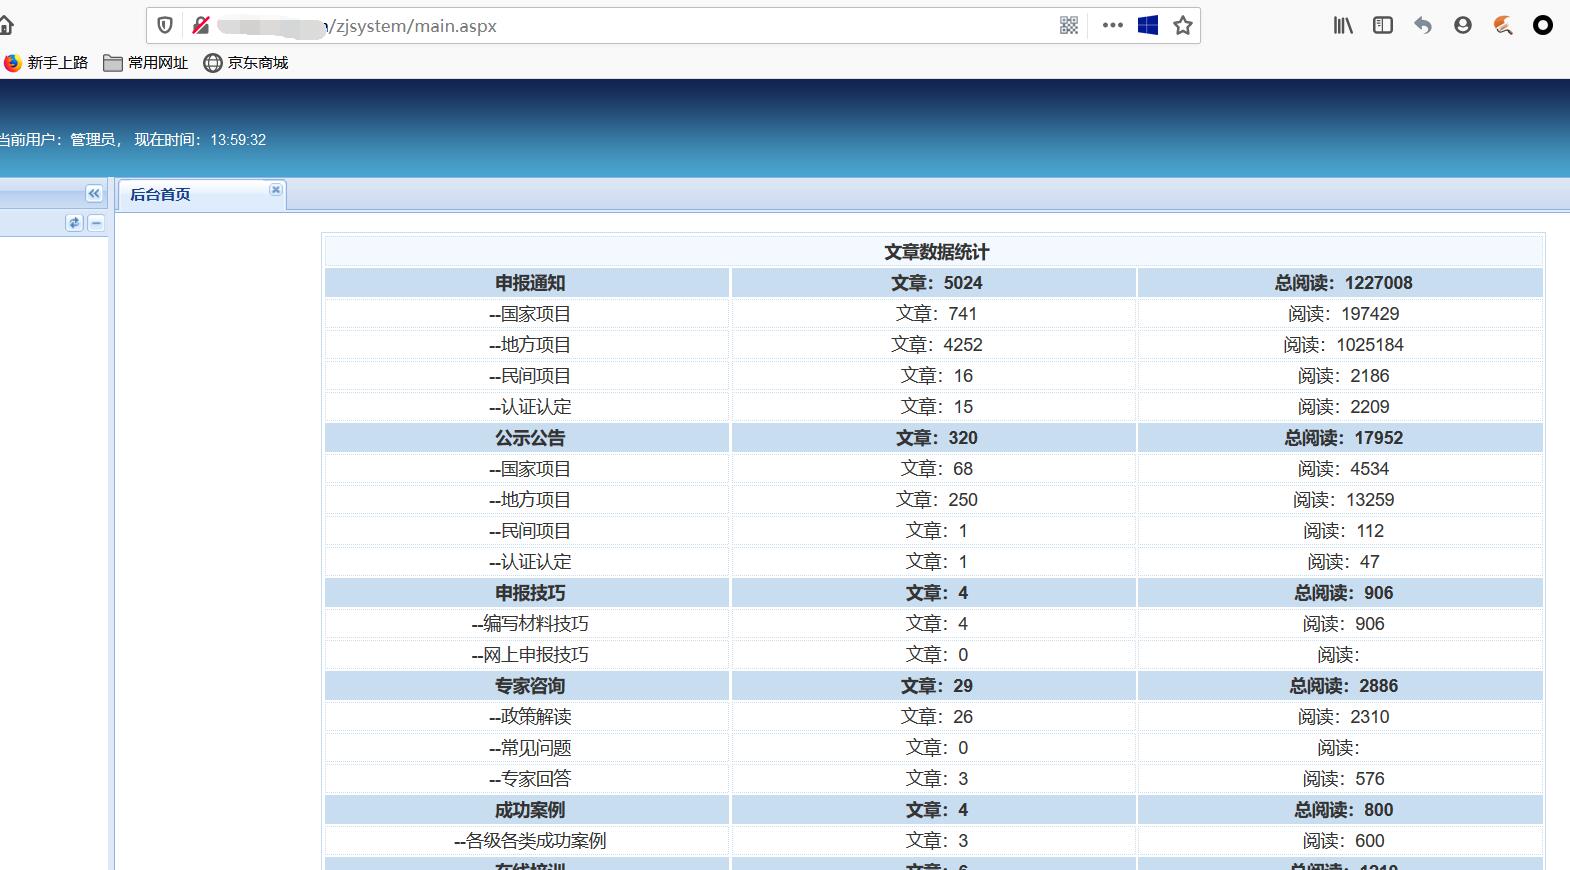 /zjsystem/main.aspx
新手上路 常用网址 京东商城
当前用户：管理员， 现在时间：13:59:32
后台首页
文章数据统计
申报通知 文章：5024 总阅读：1227008
--国家项目 文章：741 阅读：197429
--地方项目 文章：4252 阅读：1025184
--民间项目 文章：16 阅读：2186
--认证认定 文章：15 阅读：2209
公示公告 文章：320 总阅读：17952
--国家项目 文章：68 阅读：4534
--地方项目 文章：250 阅读：13259
--民间项目 文章：1 阅读：112
--认证认定 文章：1 阅读：47
申报技巧 文章：4 总阅读：906
--编写材料技巧 文章：4 阅读：906
--网上申报技巧 文章：0 阅读：
专家咨询 文章：29 总阅读：2886
--政策解读 文章：26 阅读：2310
--常见问题 文章：0 阅读：
--专家回答 文章：3 阅读：576
成功案例 文章：4 总阅读：800
--各级各类成功案例 文章：3 阅读：600
在线培训 文章：6 总阅读：1310